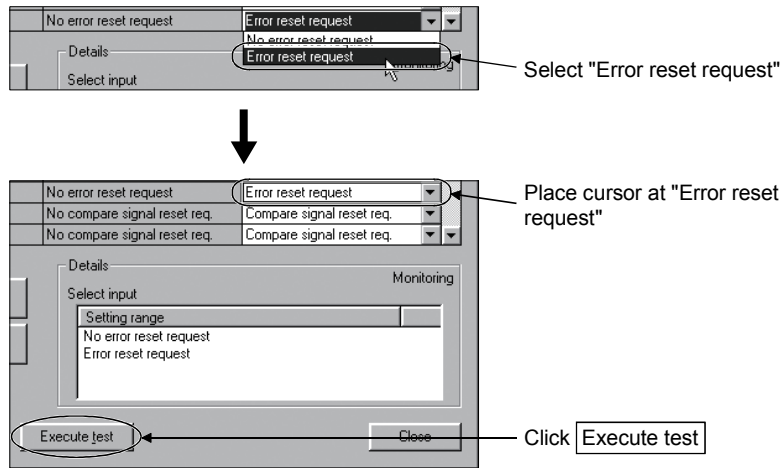 No error reset request Error reset request
No error reset request
Details
Error reset request
Monitoring
Select input
Select "Error reset request"
No error reset request Error reset request
Place cursor at "Error reset
request"
No compare signal reset req. Compare signal reset req.
No compare signal reset req. Compare signal reset req.
Details
Monitoring
Select input
Setting range
No error reset request
Error reset request
Execute test
Close
Click Execute test